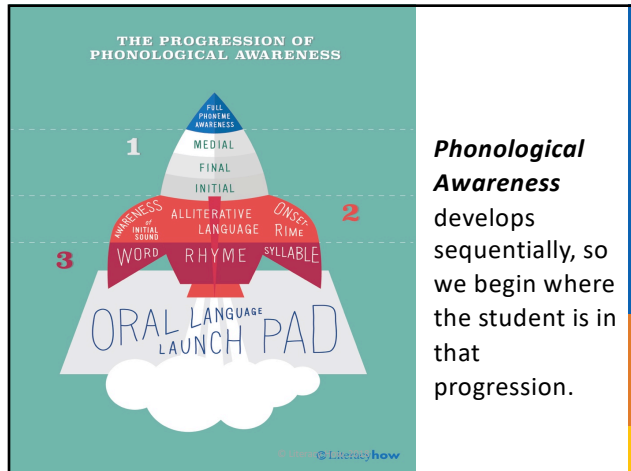 THE PROGRESSION OF
PHONOLOGICAL AWARENESS
FULL
PHONEME
AWARENESS
1
MEDIAL
FINAL
INITIAL
AWARENESS
of
INITIAL
SOUND
ALLITERATIVE
LANGUAGE
ONSET-
RIME
2
3
WORD
RHYME
SYLLABLE
ORAL LANGUAGE
LAUNCH PAD
© Literacyhow
Phonological
Awareness
develops
sequentially, so
we begin where
the student is in
that
progression.